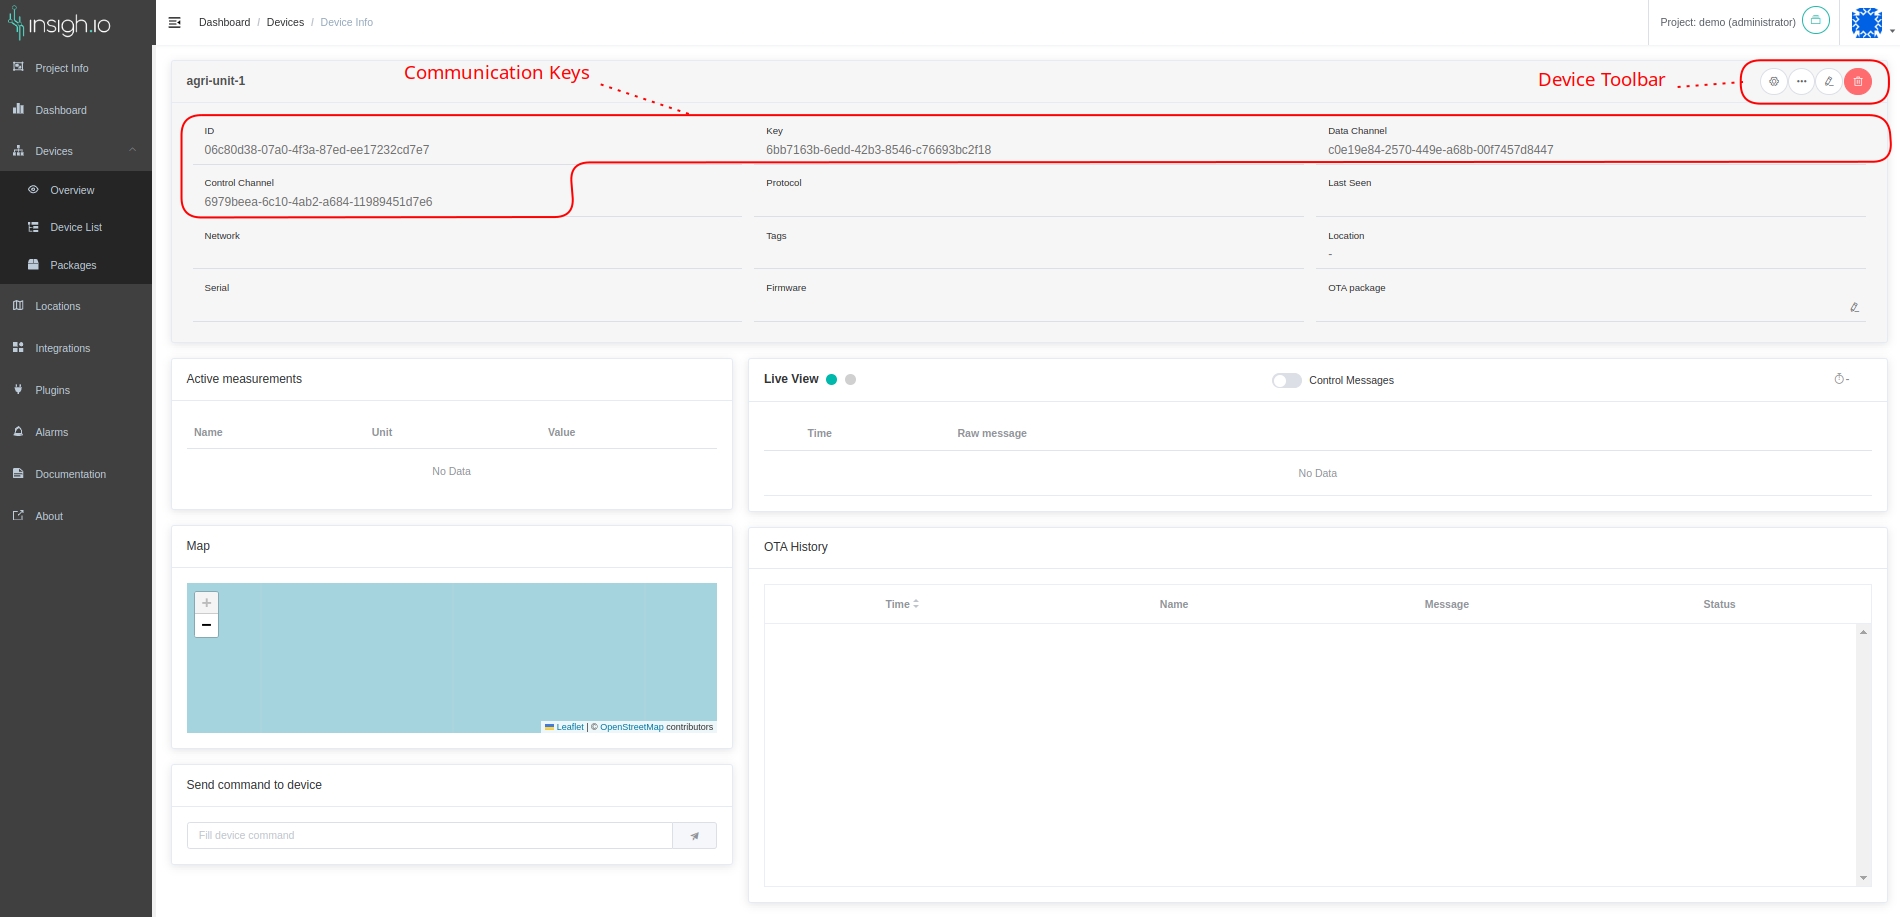 insigh.io
Dashboard / Devices / Device Info
Project: demo (administrator)
Project Info
Dashboard
Devices
Overview
Device List
Packages
Locations
Integrations
Plugins
Alarms
Documentation
About
agri-unit-1
Communication Keys
Device Toolbar
ID
06c80d38-07a0-4f3a-87ed-ee17232cd7e7
Key
6bb7163b-6edd-42b3-8546-c76693bc2f18
Data Channel
c0e19e84-2570-449e-a68b-00f7457d8447
Control Channel
6979beea-6c10-4ab2-a684-11989451d7e6
Protocol
Last Seen
Network
Tags
Location
-
Serial
Firmware
OTA package
Active measurements
Name Unit Value
No Data
Live View
Control Messages
-
Time Raw message
No Data
Map
+
−
Leaflet | © OpenStreetMap contributors
OTA History
Time Name Message Status
Send command to device
Fill device command